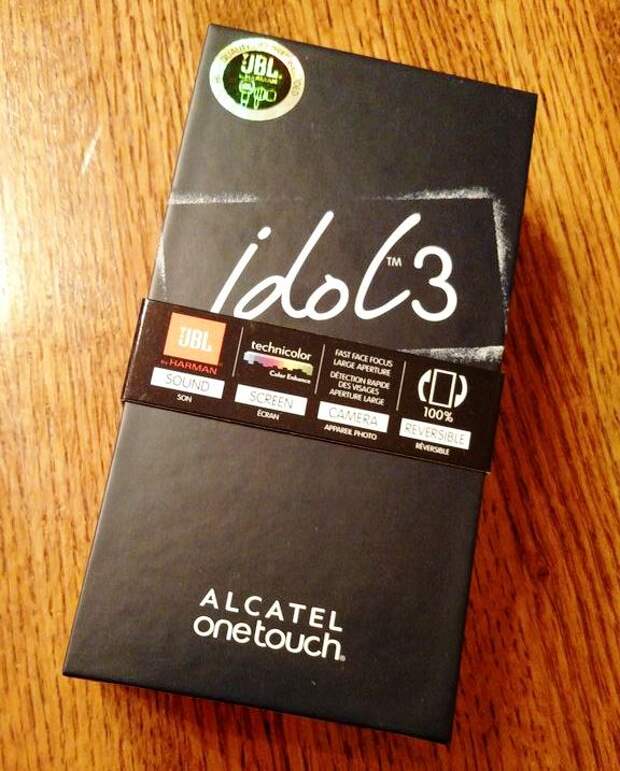 JBL
idol™3
JBL
by HARMAN
SOUND
SON
technicolor
Color Enhance
SCREEN
ÉCRAN
FAST FACE FOCUS
LARGE APERTURE
DÉTECTION RAPIDE
DES VISAGES
APERTURE LARGE
CAMERA
APPAREIL PHOTO
100%
REVERSIBLE
RÉVERSIBLE
ALCATEL
onetouch.